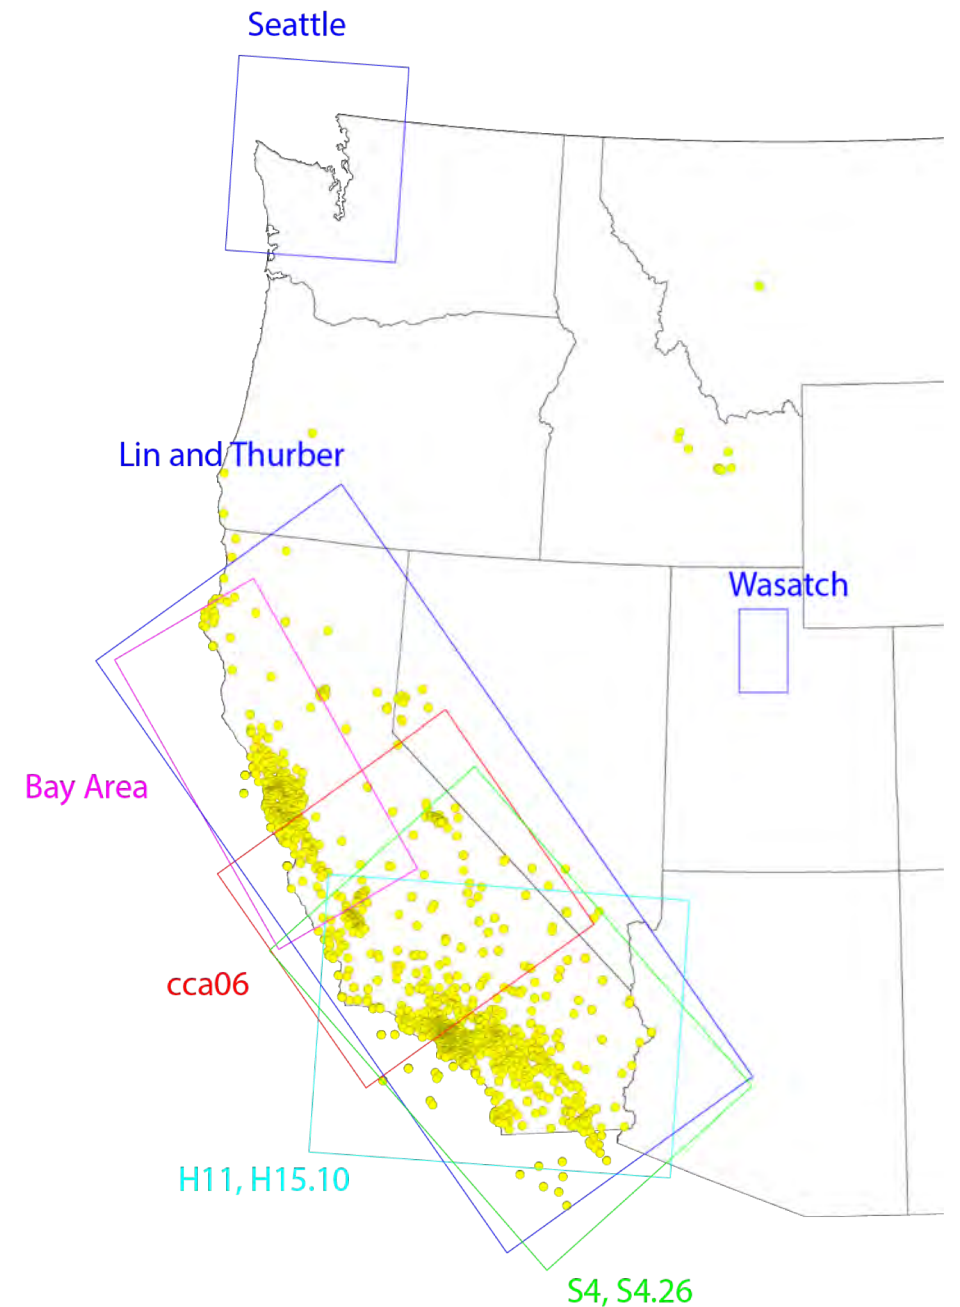 Seattle
Lin and Thurber
Wasatch
Bay Area
cca06
H11, H15.10
S4, S4.26